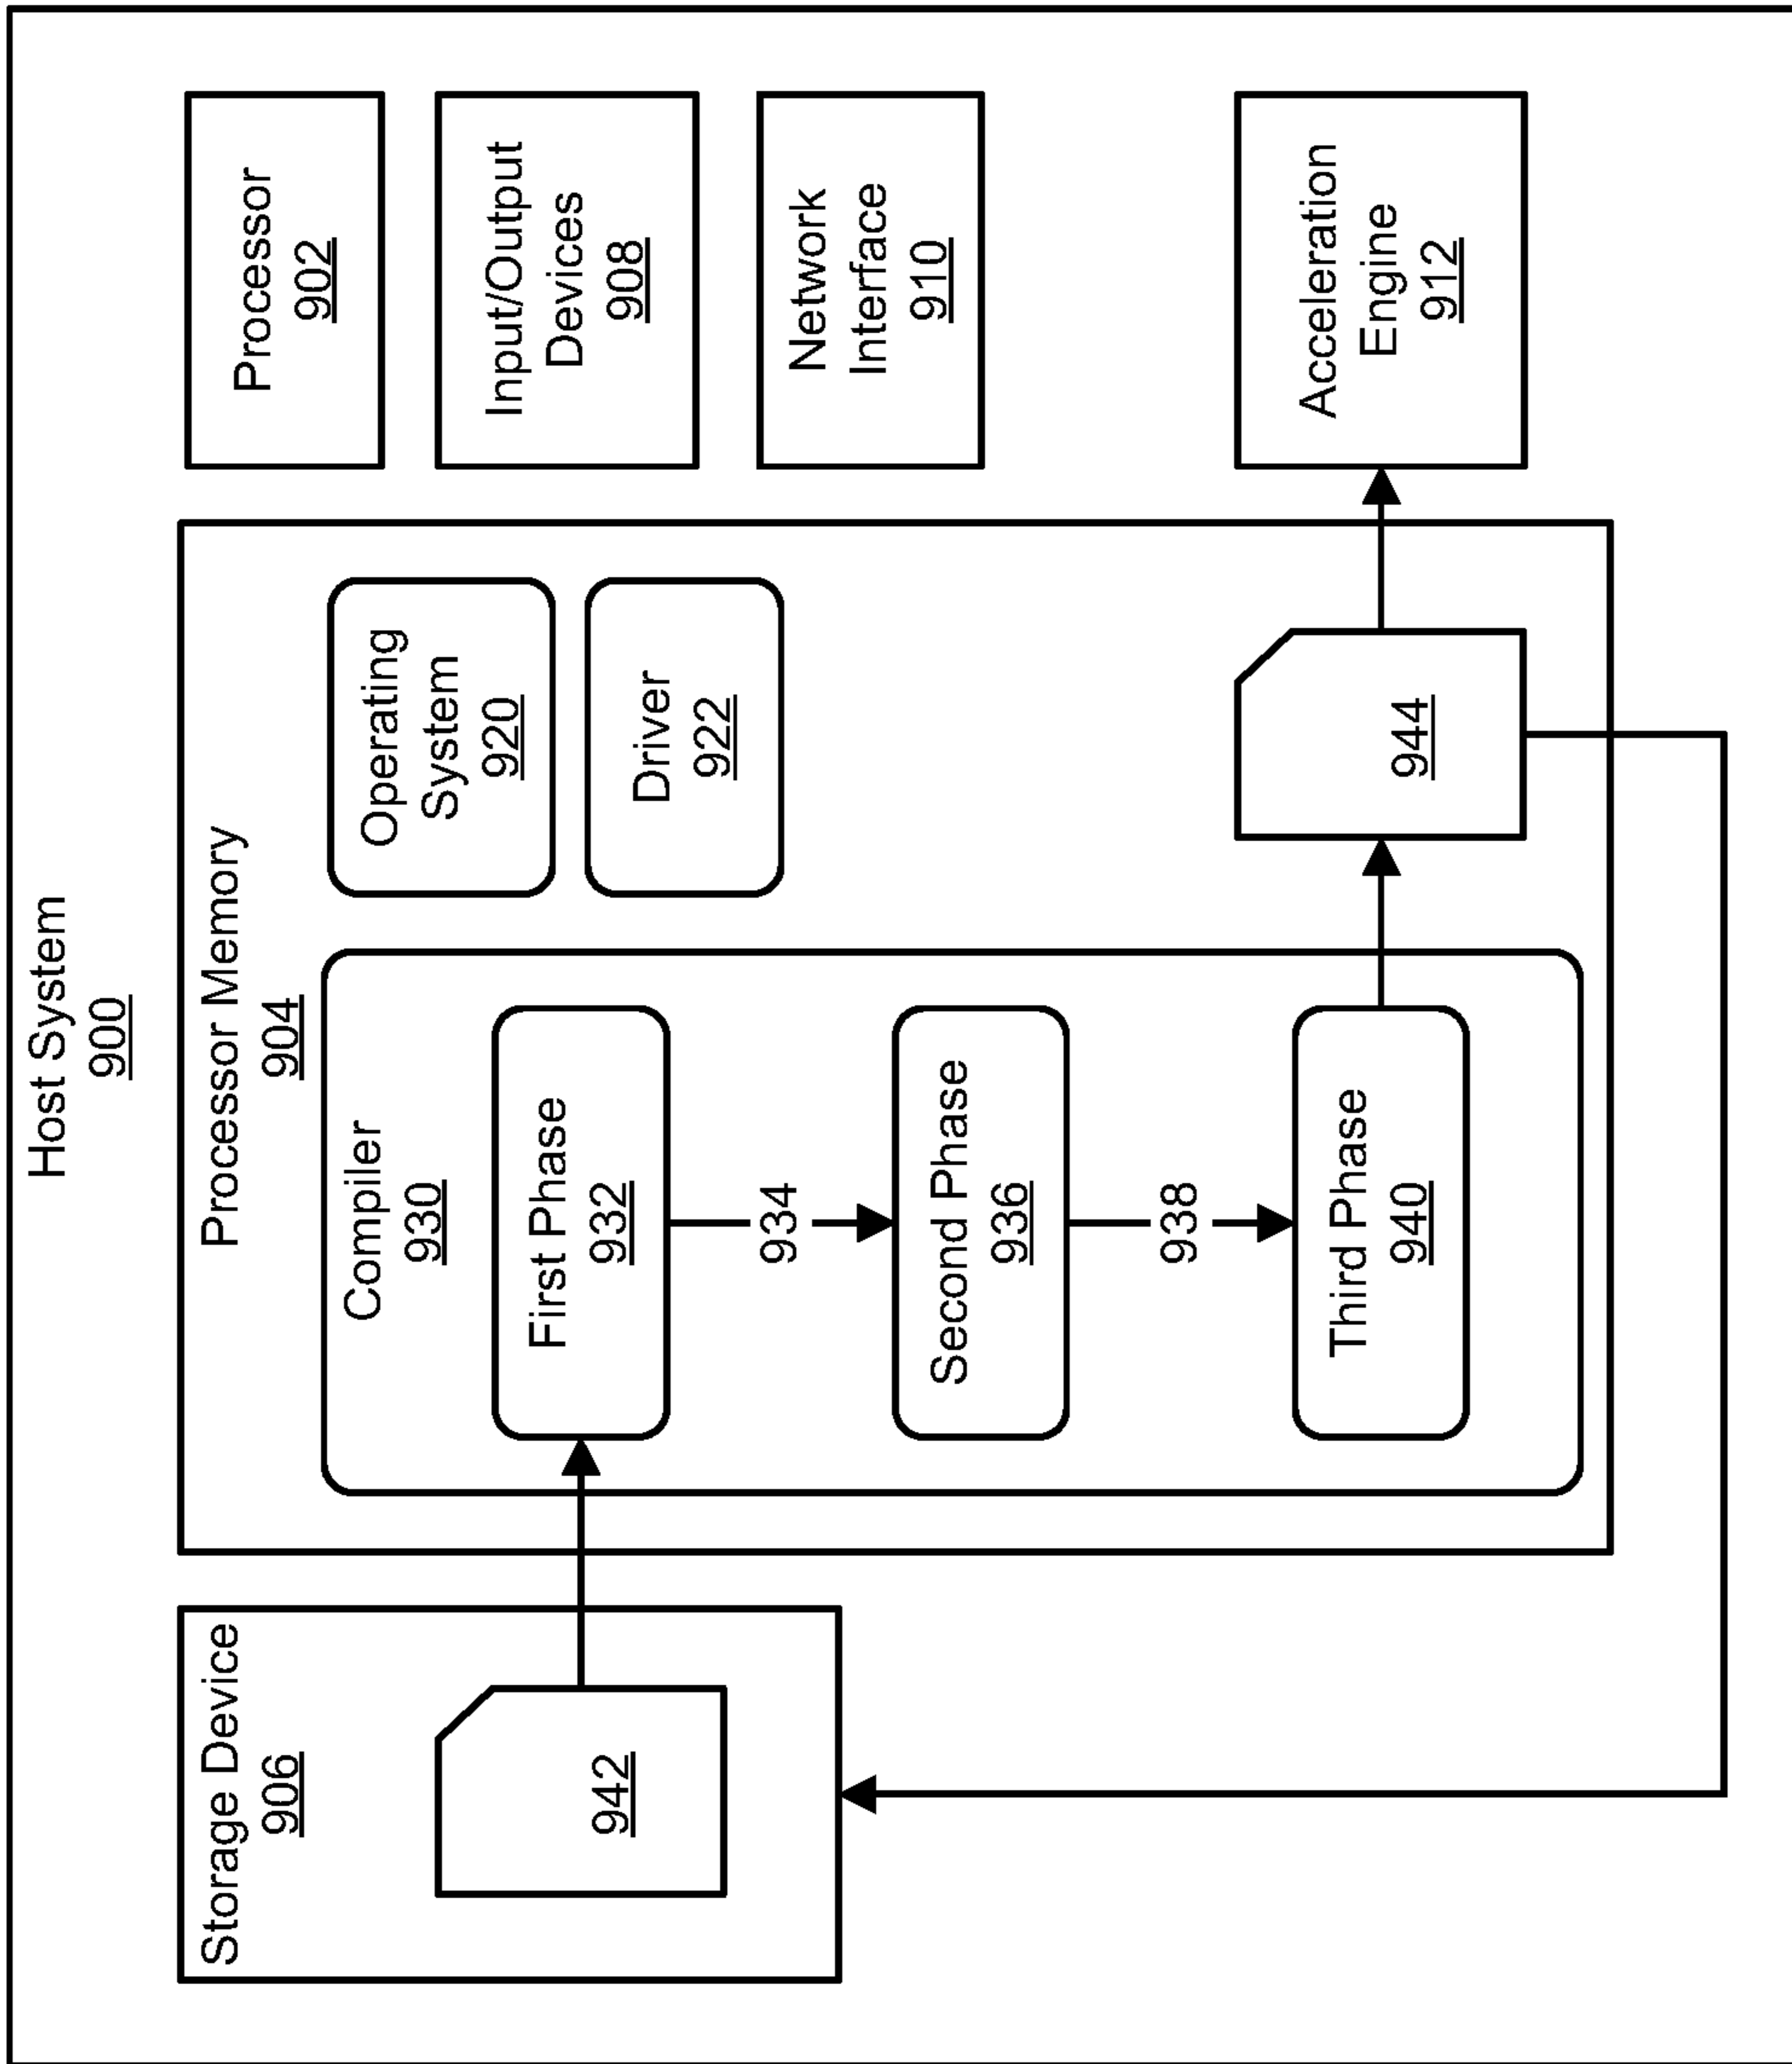 Host System
900
Storage Device
906
942
Processor Memory
904
Compiler
930
First Phase
932
934
Second Phase
936
938
Third Phase
940
Operating
System
920
Driver
922
944
Processor
902
Input/Output
Devices
908
Network
Interface
910
Acceleration
Engine
912